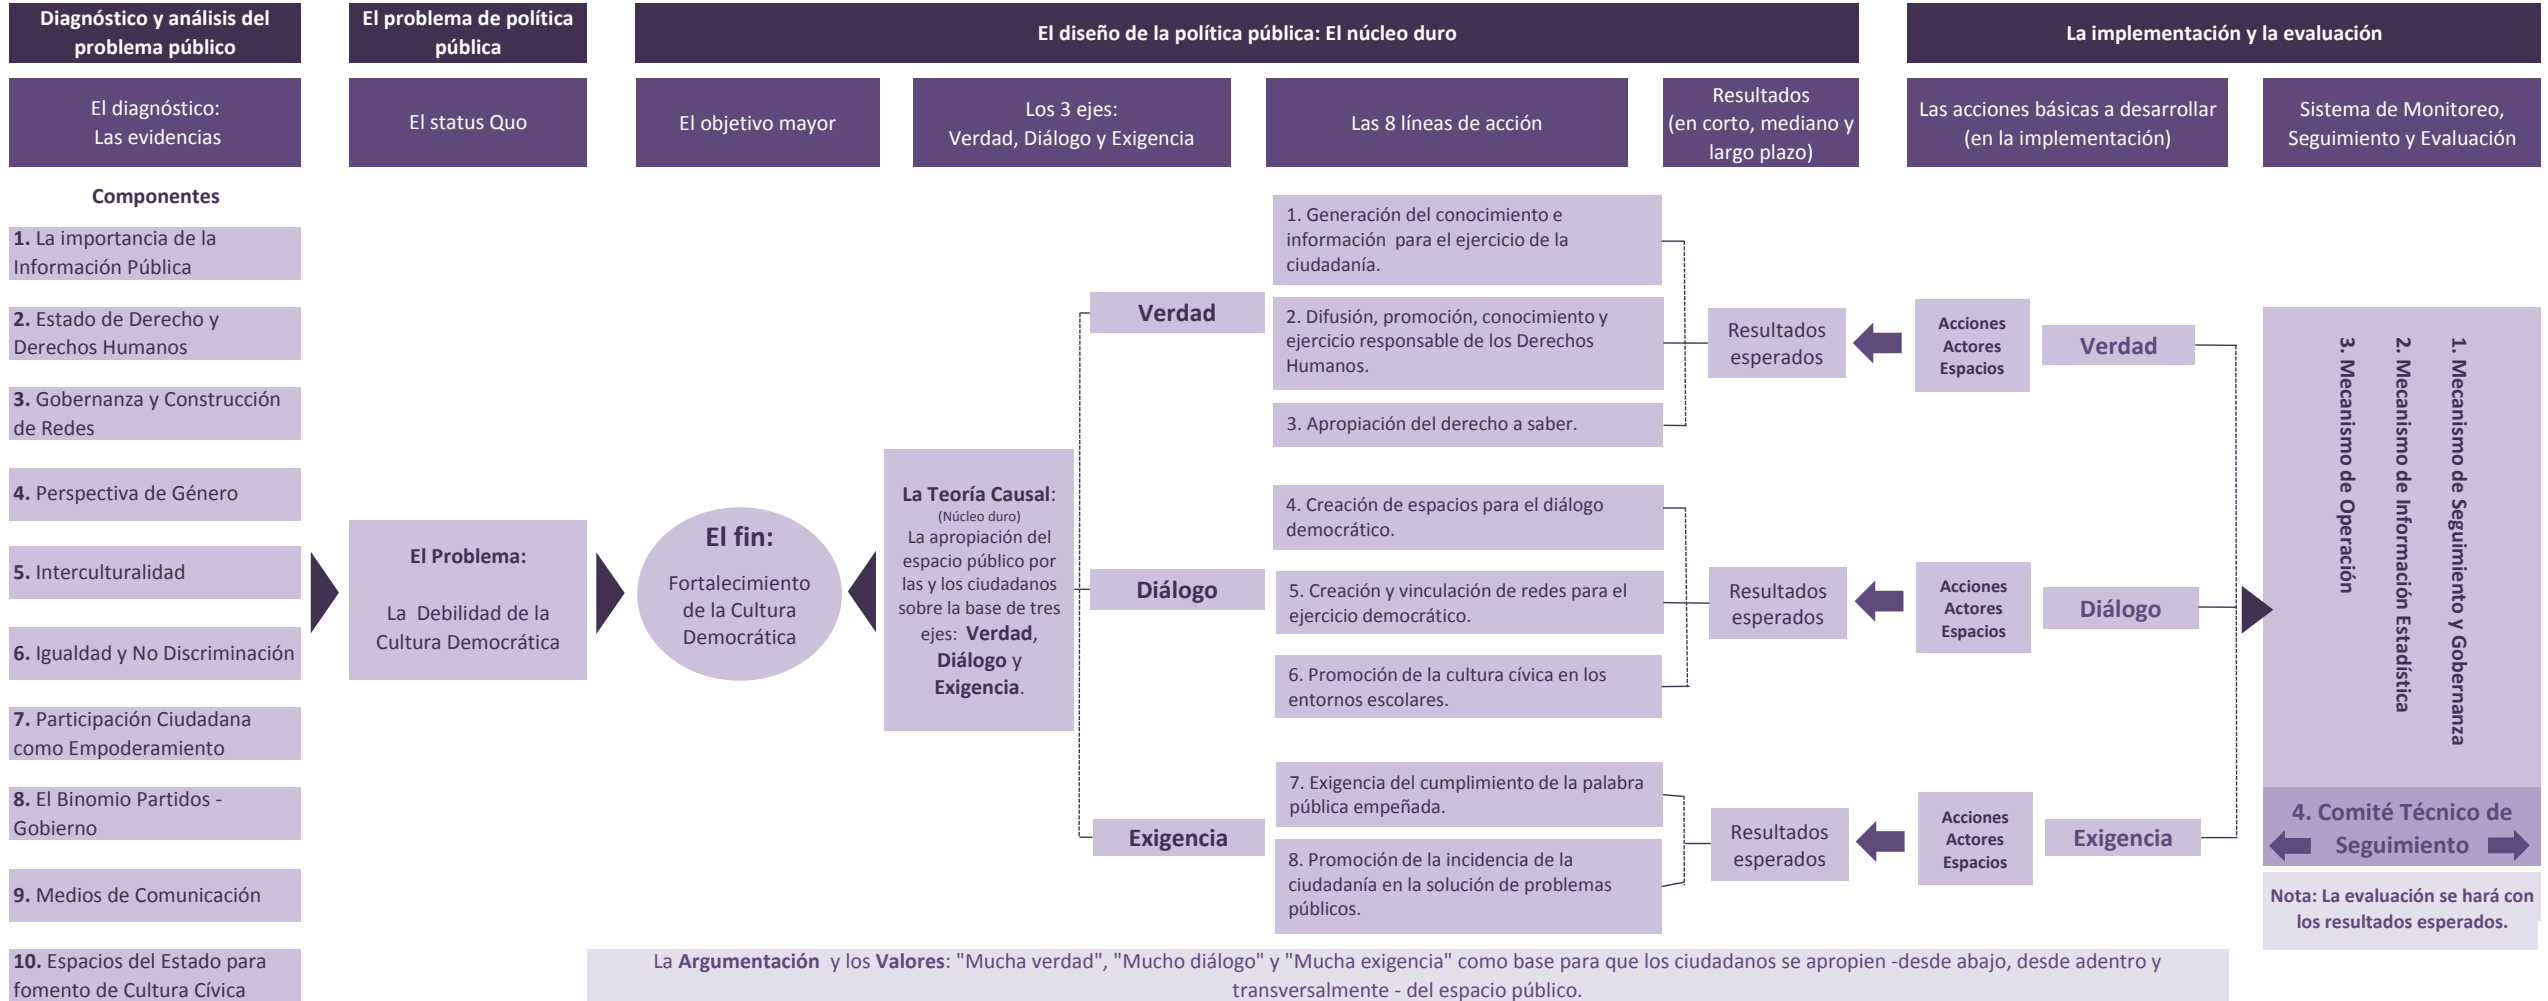 Diagnóstico y análisis del
problema público
El problema de política
pública
El diseño de la política pública: El núcleo duro
La implementación y la evaluación
El diagnóstico:
Las evidencias
El status Quo
El objetivo mayor
Los 3 ejes:
Verdad, Diálogo y Exigencia
Las 8 líneas de acción
Resultados
(en corto, mediano y
largo plazo)
Las acciones básicas a desarrollar
(en la implementación)
Sistema de Monitoreo,
Seguimiento y Evaluación
Componentes
1. La importancia de la
Información Pública
2. Estado de Derecho y
Derechos Humanos
3. Gobernanza y Construcción
de Redes
4. Perspectiva de Género
5. Interculturalidad
6. Igualdad y No Discriminación
7. Participación Ciudadana
como Empoderamiento
8. El Binomio Partidos -
Gobierno
9. Medios de Comunicación
10. Espacios del Estado para
fomento de Cultura Cívica
El Problema:
La Debilidad de la
Cultura Democrática
El fin:
Fortalecimiento
de la Cultura
Democrática
La Teoría Causal:
(Núcleo duro)
La apropiación del
espacio público por
las y los ciudadanos
sobre la base de tres
ejes: Verdad,
Diálogo y
Exigencia.
Verdad
Diálogo
Exigencia
1. Generación del conocimiento e
información para el ejercicio de la
ciudadanía.
2. Difusión, promoción, conocimiento y
ejercicio responsable de los Derechos
Humanos.
3. Apropiación del derecho a saber.
4. Creación de espacios para el diálogo
democrático.
5. Creación y vinculación de redes para el
ejercicio democrático.
6. Promoción de la cultura cívica en los
entornos escolares.
7. Exigencia del cumplimiento de la palabra
pública empeñada.
8. Promoción de la incidencia de la
ciudadanía en la solución de problemas
públicos.
Resultados
esperados
Resultados
esperados
Resultados
esperados
Acciones
Actores
Espacios
Acciones
Actores
Espacios
Acciones
Actores
Espacios
Verdad
Diálogo
Exigencia
1. Mecanismo de Seguimiento y Gobernanza
2. Mecanismo de Información Estadística
3. Mecanismo de Operación
4. Comité Técnico de
Seguimiento
Nota: La evaluación se hará con
los resultados esperados.
La Argumentación y los Valores: "Mucha verdad", "Mucho diálogo" y "Mucha exigencia" como base para que los ciudadanos se apropien -desde abajo, desde adentro y
transversalmente - del espacio público.